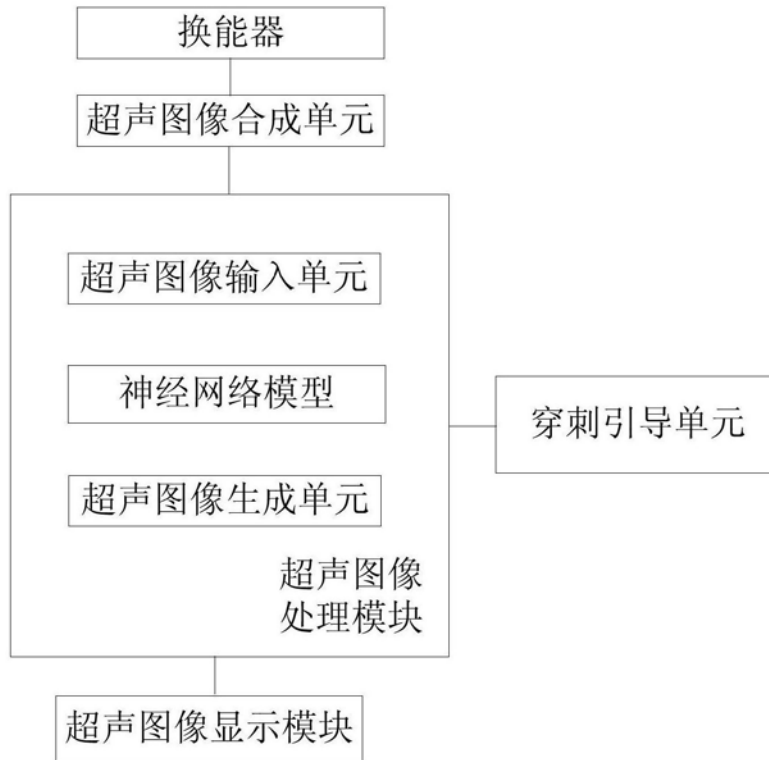 换能器
超声图像合成单元
超声图像输入单元
神经网络模型
超声图像生成单元
超声图像
处理模块
穿刺引导单元
超声图像显示模块